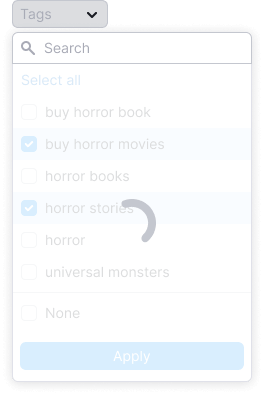 Tags
Search
Select all
buy horror book
buy horror movies
horror books
horror stories
horror
universal monsters
None
Apply